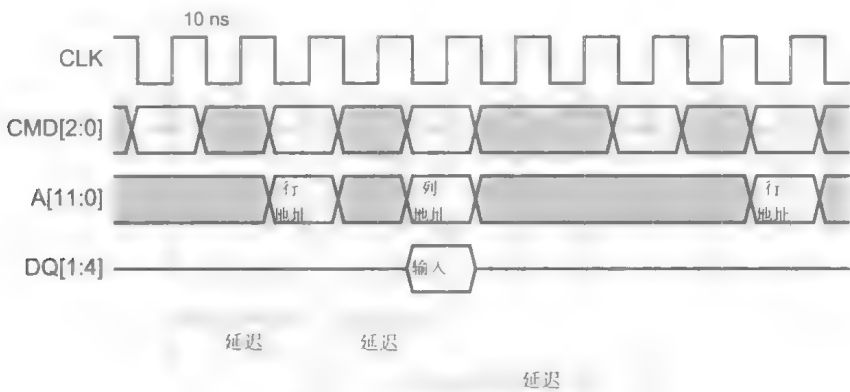 10 ns
CLK
CMD[2:0]
A[11:0]
行
地址
列
地址
行
地址
DQ[1:4]
输入
延迟
延迟
延迟